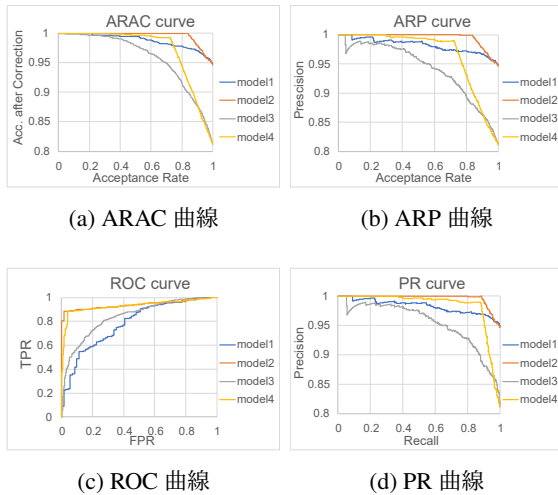 ARAC curve
Acc. after Correction
1
0.95
0.9
0.85
0.8
0 0.2 0.4 0.6 0.8 1
Acceptance Rate
model1
model2
model3
model4
(a) ARAC 曲線
ARP curve
Prescision
1
0.95
0.9
0.85
0.8
0 0.2 0.4 0.6 0.8 1
Acceptance Rate
model1
model2
model3
model4
(b) ARP 曲線
ROC curve
TPR
1
0.8
0.6
0.4
0.2
0
0 0.2 0.4 0.6 0.8 1
FPR
model1
model2
model3
model4
(c) ROC 曲線
PR curve
Precision
1
0.95
0.9
0.85
0.8
0 0.2 0.4 0.6 0.8 1
Recall
model1
model2
model3
model4
(d) PR 曲線